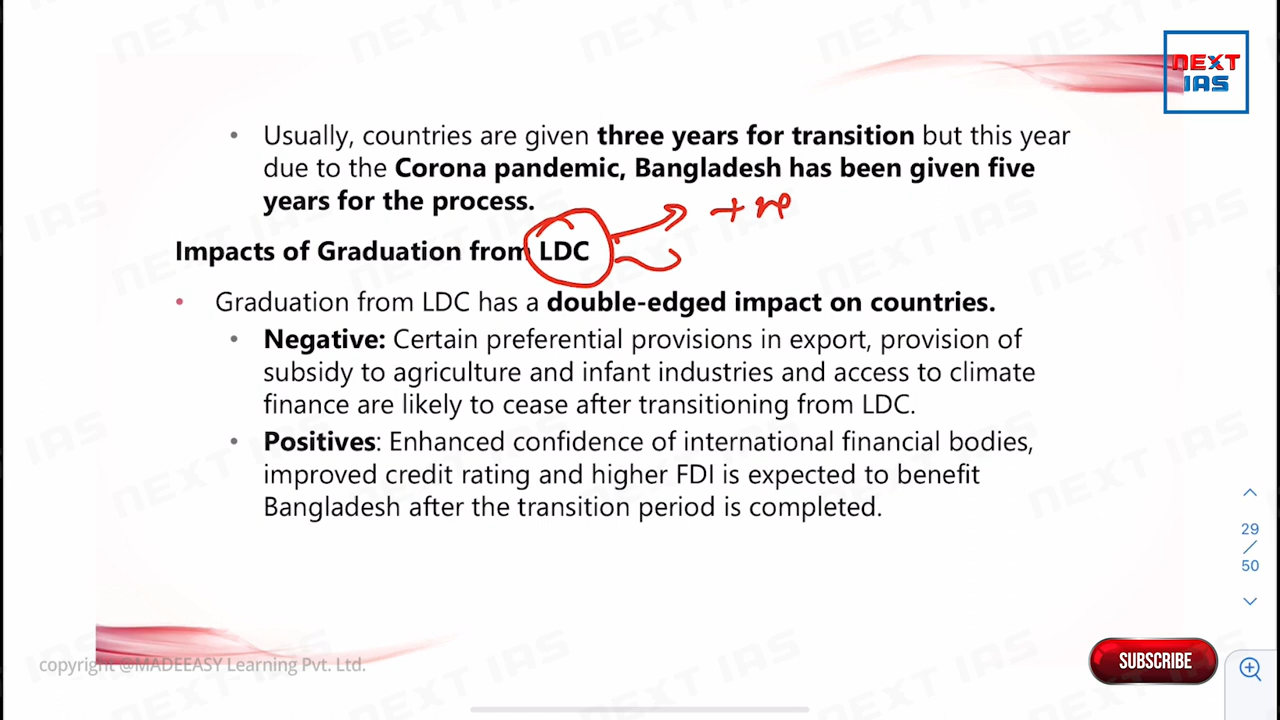 NEXT
IAS
• Usually, countries are given three years for transition but this year
due to the Corona pandemic, Bangladesh has been given five
years for the process.
+ve
Impacts of Graduation from LDC
• Graduation from LDC has a double-edged impact on countries.
• Negative: Certain preferential provisions in export, provision of
subsidy to agriculture and infant industries and access to climate
finance are likely to cease after transitioning from LDC.
• Positives: Enhanced confidence of international financial bodies,
improved credit rating and higher FDI is expected to benefit
Bangladesh after the transition period is completed.
29
/
50
copyright @MADEEASY Learning Pvt. Ltd.
SUBSCRIBE